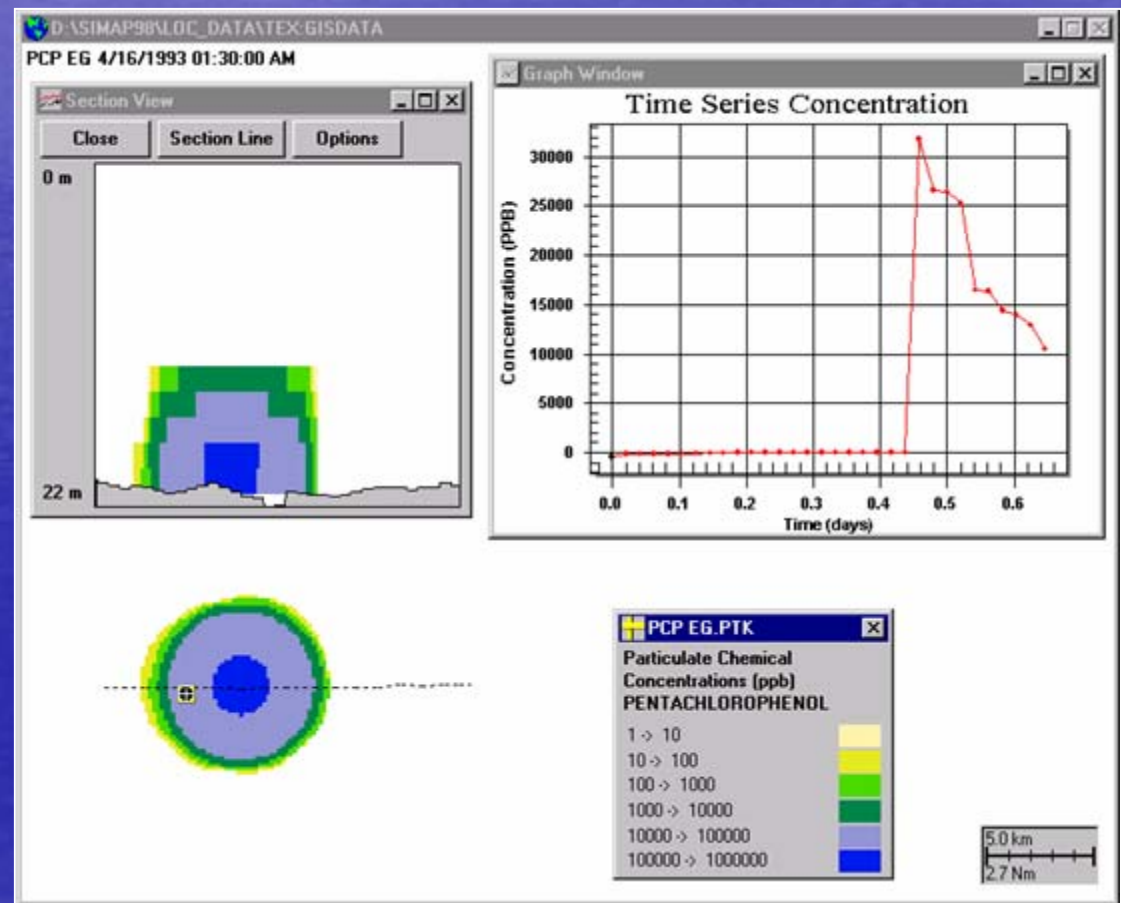 D:\SIMAP98\LOC_DATA\TEX:GISDATA
PCP EG 4/16/1993 01:30:00 AM
Section View
Close
Section Line
Options
0 m
22 m
Graph Window
Time Series Concentration
Concentration (PPB)
30000
25000
20000
15000
10000
5000
0
0.0
0.1
0.2
0.3
0.4
0.5
0.6
Time (days)
PCP EG.PTK
Particulate Chemical
Concentrations (ppb)
PENTACHLOROPHENOL
1 -> 10
10 -> 100
100 -> 1000
1000 -> 10000
10000 -> 100000
100000 -> 1000000
5.0 km
2.7 Nm